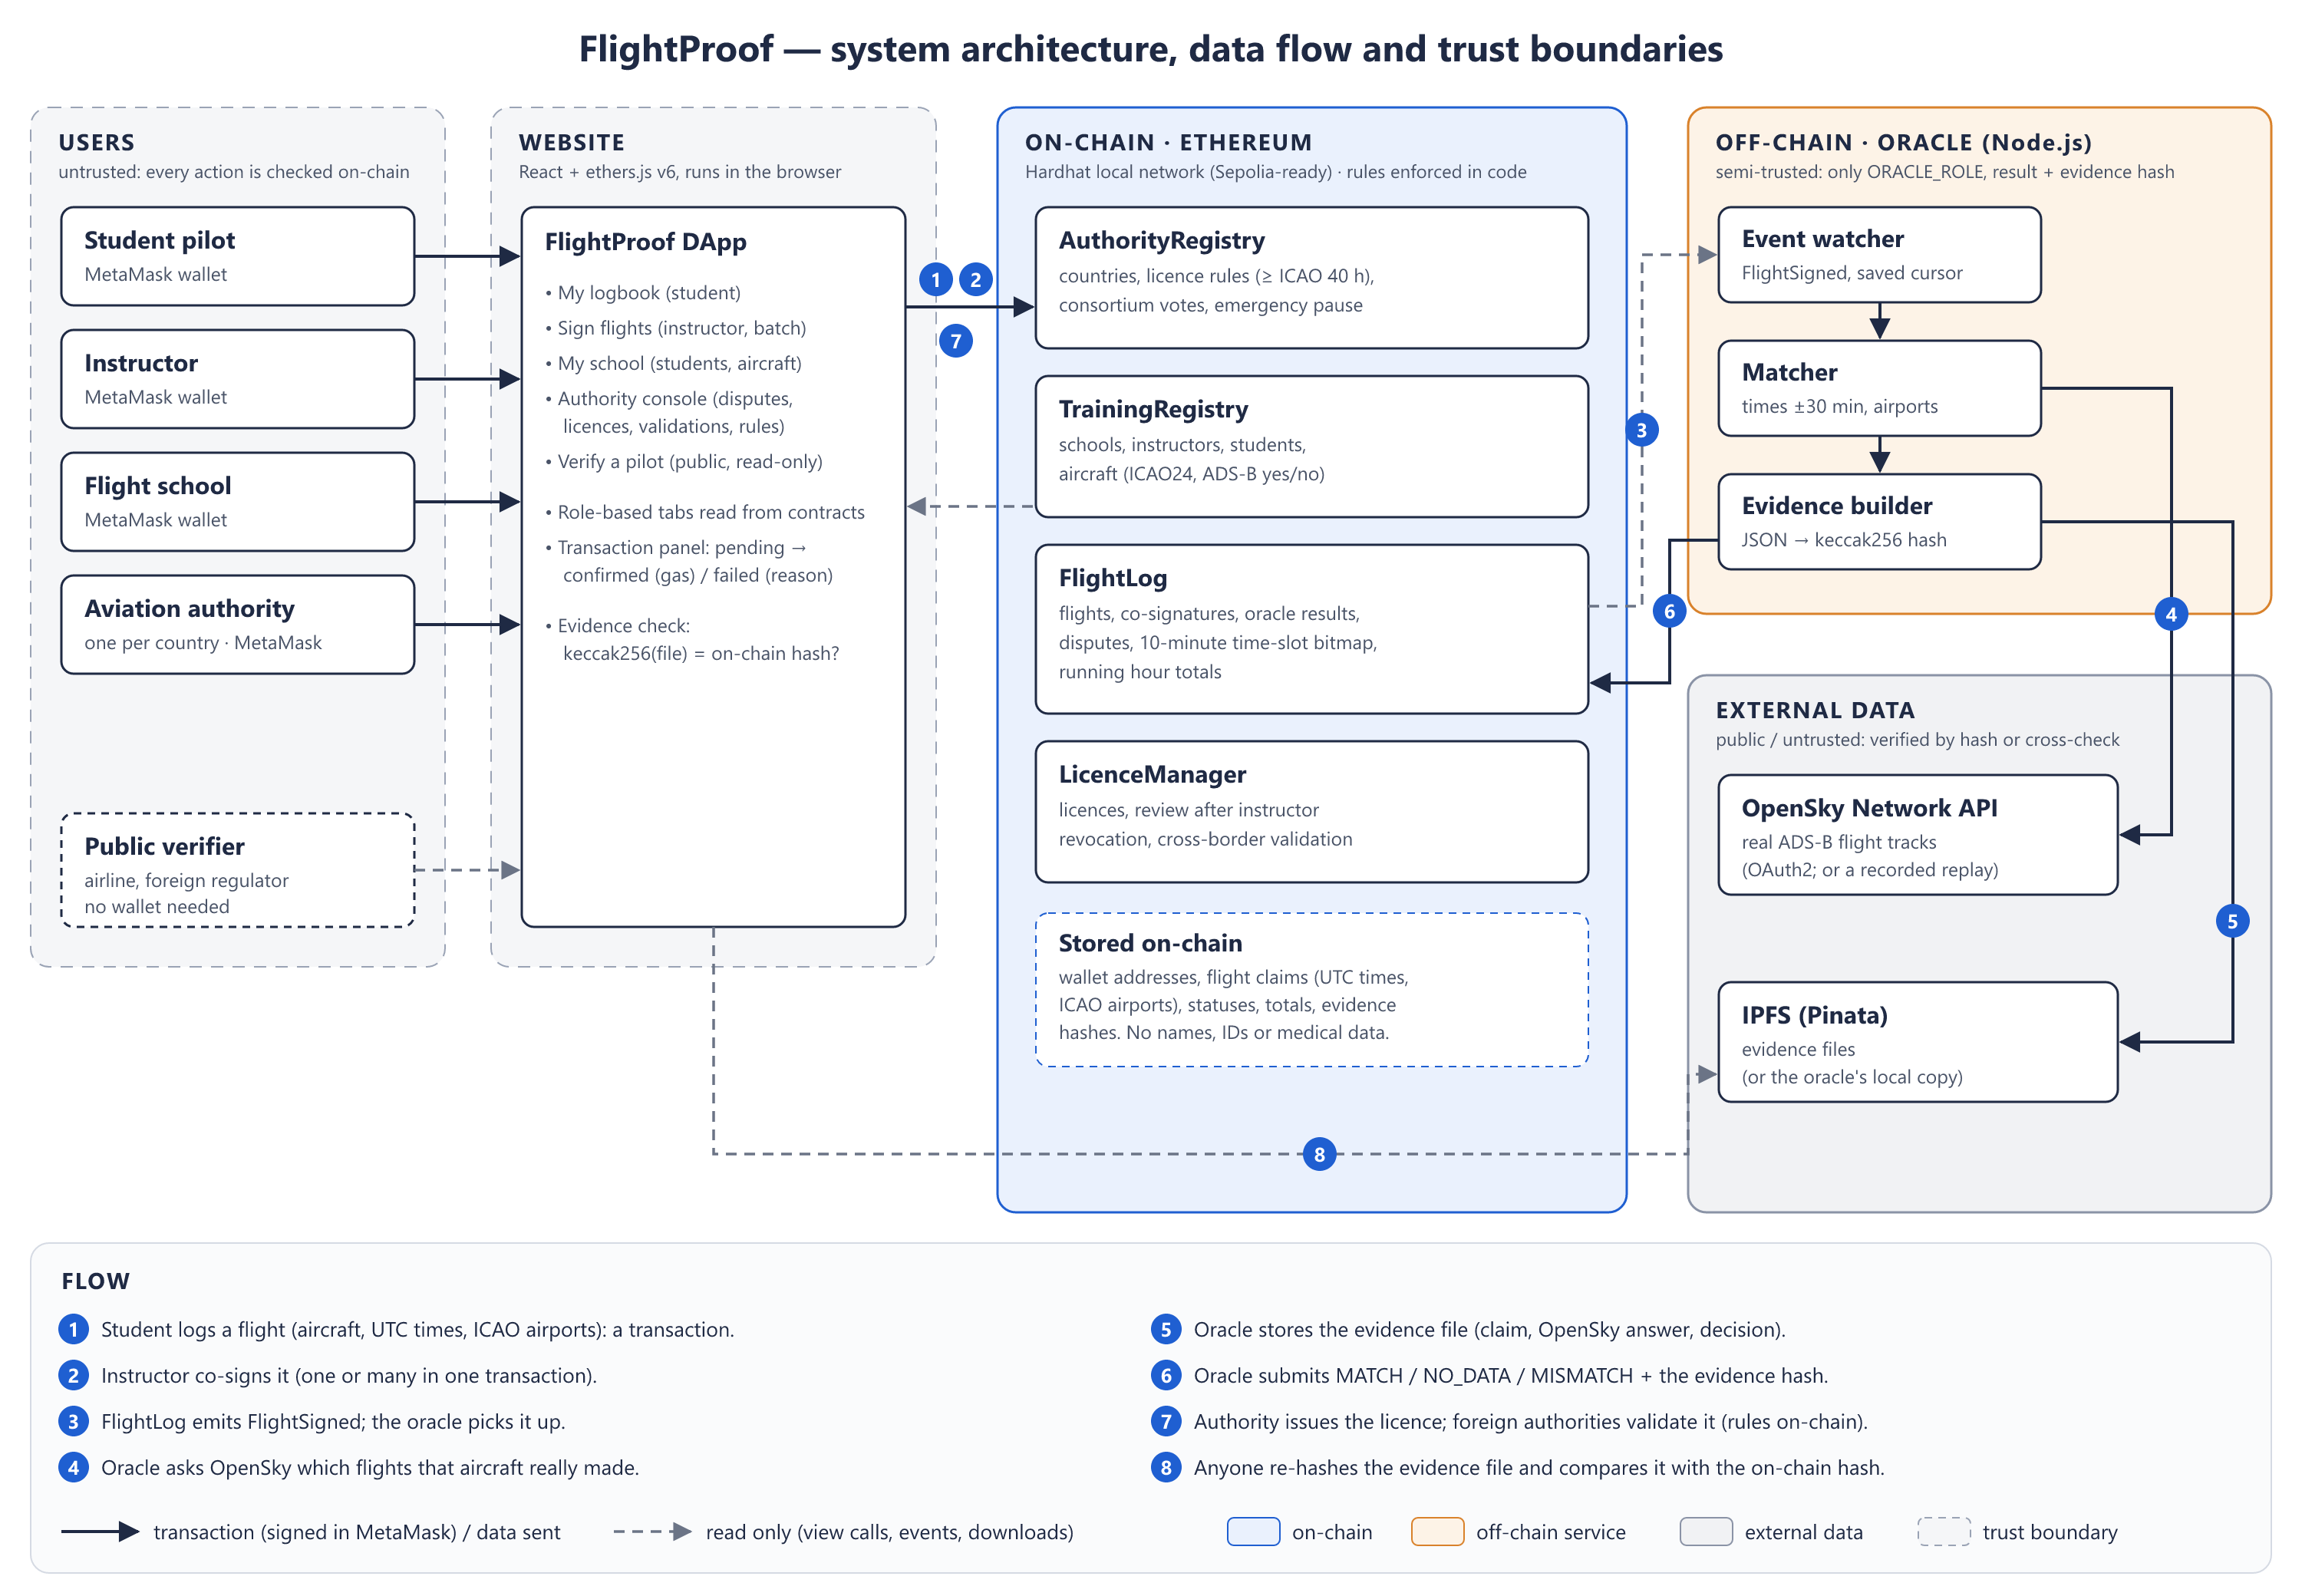 FlightProof — system architecture, data flow and trust boundaries
USERS
untrusted: every action is checked on-chain
Student pilot
MetaMask wallet
Instructor
MetaMask wallet
Flight school
MetaMask wallet
Aviation authority
one per country · MetaMask
Public verifier
airline, foreign regulator
no wallet needed
WEBSITE
React + ethers.js v6, runs in the browser
FlightProof DApp
• My logbook (student)
• Sign flights (instructor, batch)
• My school (students, aircraft)
• Authority console (disputes,
licences, validations, rules)
• Verify a pilot (public, read-only)
• Role-based tabs read from contracts
• Transaction panel: pending →
confirmed (gas) / failed (reason)
• Evidence check:
keccak256(file) = on-chain hash?
1 2
7
ON-CHAIN · ETHEREUM
Hardhat local network (Sepolia-ready) · rules enforced in code
AuthorityRegistry
countries, licence rules (≥ ICAO 40 h),
consortium votes, emergency pause
TrainingRegistry
schools, instructors, students,
aircraft (ICAO24, ADS-B yes/no)
FlightLog
flights, co-signatures, oracle results,
disputes, 10-minute time-slot bitmap,
running hour totals
LicenceManager
licences, review after instructor
revocation, cross-border validation
Stored on-chain
wallet addresses, flight claims (UTC times,
ICAO airports), statuses, totals, evidence
hashes. No names, IDs or medical data.
8
3
6
OFF-CHAIN · ORACLE (Node.js)
semi-trusted: only ORACLE_ROLE, result + evidence hash
Event watcher
FlightSigned, saved cursor
Matcher
times ±30 min, airports
Evidence builder
JSON → keccak256 hash
4
EXTERNAL DATA
public / untrusted: verified by hash or cross-check
OpenSky Network API
real ADS-B flight tracks
(OAuth2; or a recorded replay)
5
IPFS (Pinata)
evidence files
(or the oracle's local copy)
FLOW
1 Student logs a flight (aircraft, UTC times, ICAO airports): a transaction.
2 Instructor co-signs it (one or many in one transaction).
3 FlightLog emits FlightSigned; the oracle picks it up.
4 Oracle asks OpenSky which flights that aircraft really made.
5 Oracle stores the evidence file (claim, OpenSky answer, decision).
6 Oracle submits MATCH / NO_DATA / MISMATCH + the evidence hash.
7 Authority issues the licence; foreign authorities validate it (rules on-chain).
8 Anyone re-hashes the evidence file and compares it with the on-chain hash.
transaction (signed in MetaMask) / data sent
read only (view calls, events, downloads)
on-chain
off-chain service
external data
trust boundary